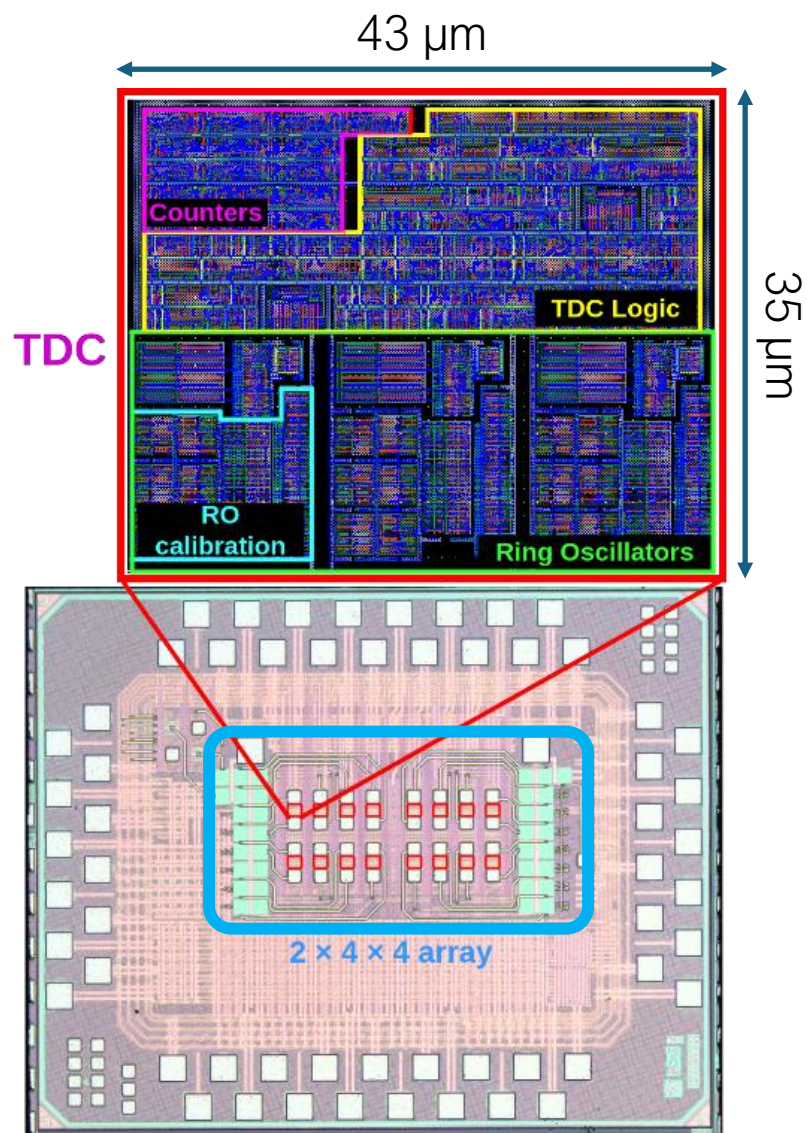 43 μm
Counters
TDC Logic
35 μm
TDC
RO
calibration
Ring Oscillators
2 × 4 × 4 array